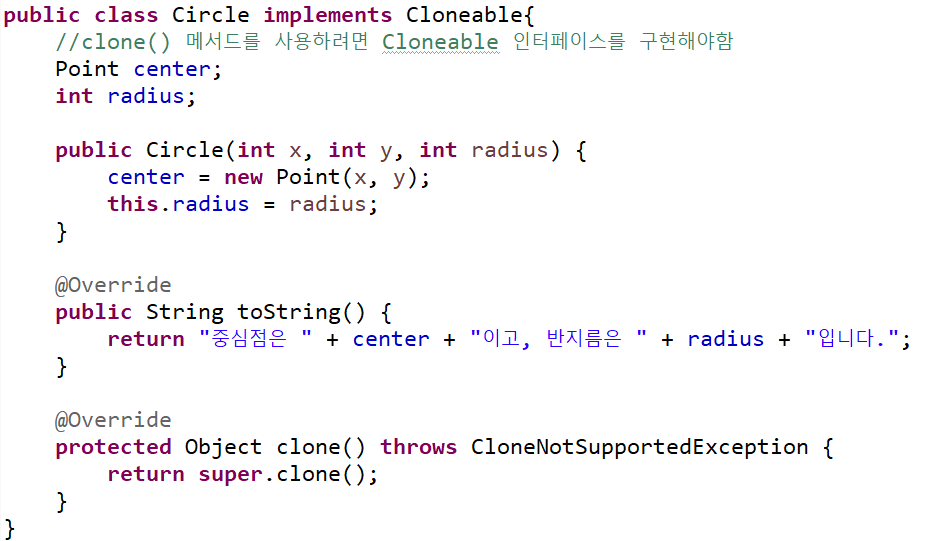 public class Circle implements Cloneable{
    //clone() 메서드를 사용하려면 Cloneable 인터페이스를 구현해야함
    Point center;
    int radius;

    public Circle(int x, int y, int radius) {
        center = new Point(x, y);
        this.radius = radius;
    }

    @Override
    public String toString() {
        return "중심점은 " + center + "이고, 반지름은 " + radius + "입니다.";
    }

    @Override
    protected Object clone() throws CloneNotSupportedException {
        return super.clone();
    }
}